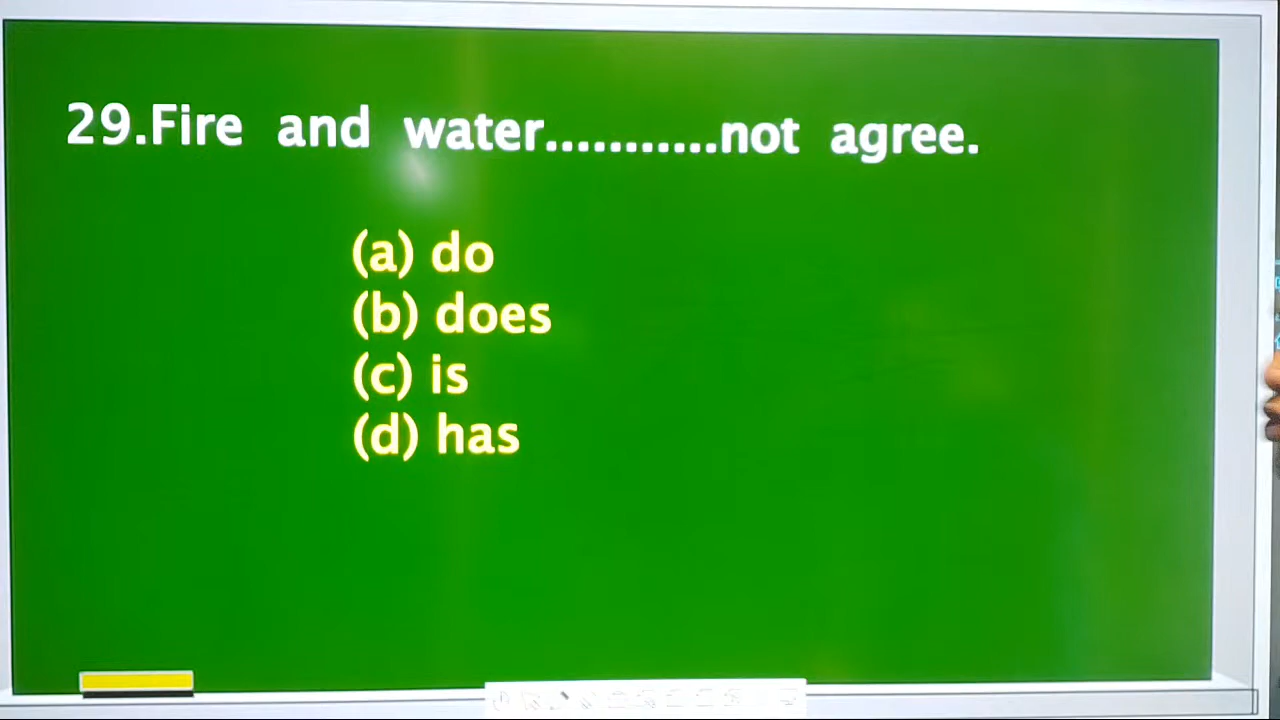 29.Fire and water...........not agree.
(a) do
(b) does
(c) is
(d) has